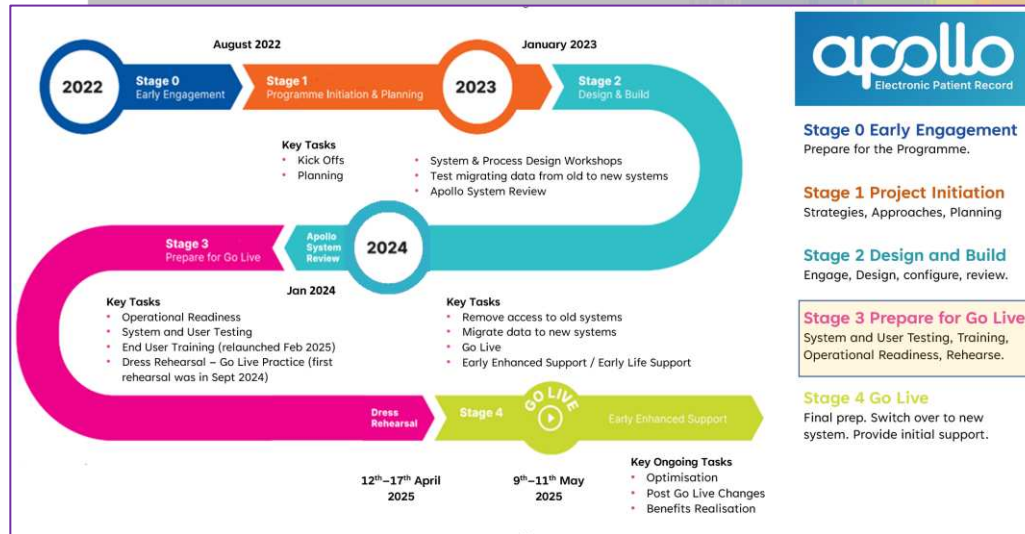 August 2022
January 2023
2022
Stage 0
Early Engagement
Stage 1
Programme Initiation & Planning
2023
Stage 2
Design & Build
Key Tasks
• Kick Offs
• Planning
• System & Process Design Workshops
• Test migrating data from old to new systems
• Apollo System Review
Stage 3
Prepare for Go Live
Apollo
System
Review
2024
Jan 2024
Key Tasks
• Operational Readiness
• System and User Testing
• End User Training (relaunched Feb 2025)
• Dress Rehearsal – Go Live Practice (first
rehearsal was in Sept 2024)
Key Tasks
• Remove access to old systems
• Migrate data to new systems
• Go Live
• Early Enhanced Support / Early Life Support
Dress
Rehearsal
Stage 4
GO LIVE
Early Enhanced Support
12th–17th April
2025
9th–11th May
2025
Key Ongoing Tasks
• Optimisation
• Post Go Live Changes
• Benefits Realisation
apollo
Electronic Patient Record
Stage 0 Early Engagement
Prepare for the Programme.
Stage 1 Project Initiation
Strategies, Approaches, Planning
Stage 2 Design and Build
Engage, Design, configure, review.
Stage 3 Prepare for Go Live
System and User Testing, Training,
Operational Readiness, Rehearse.
Stage 4 Go Live
Final prep. Switch over to new
system. Provide initial support.